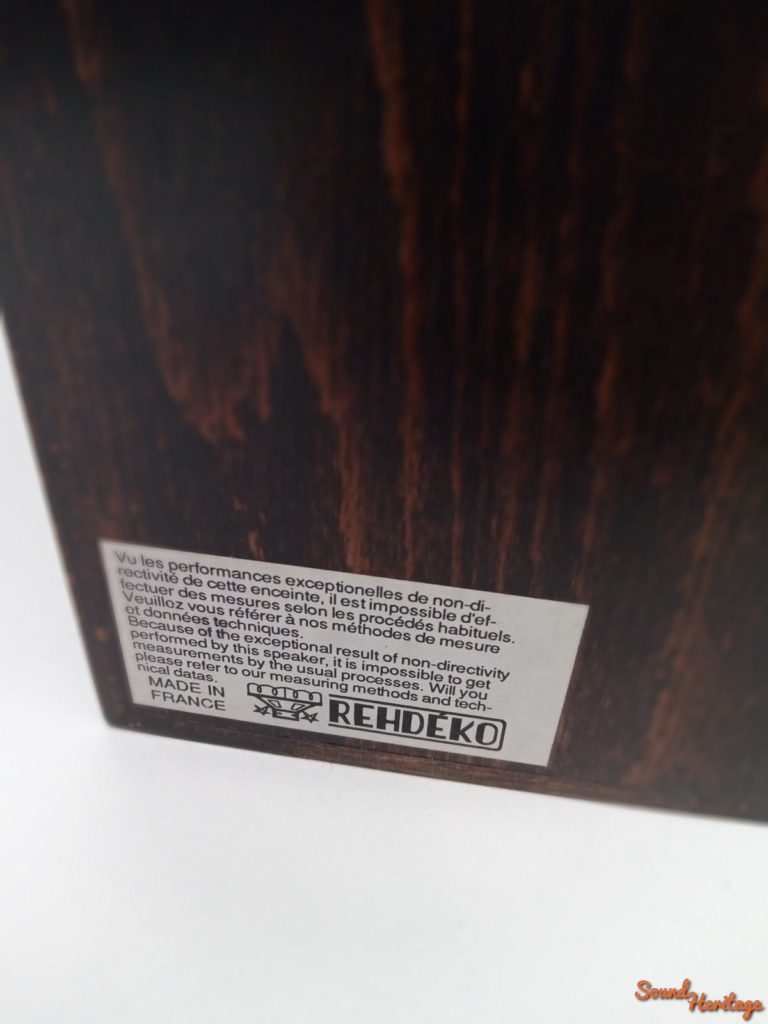 Vu les performances exceptionelles de non-di-
rectivité de cette enceinte, il est impossible d'ef-
fectuer des mesures selon les procédés habituels.
Veuillez vous référer à nos méthodes de mesure
et données techniques.
Because of the exceptional result of non-directivity
performed by this speaker, it is impossible to get
measurements by the usual processes. Will you
please refer to our measuring methods and tech-
nical datas.
MADE IN
FRANCE
REHDÉKO
Sound
Heritage